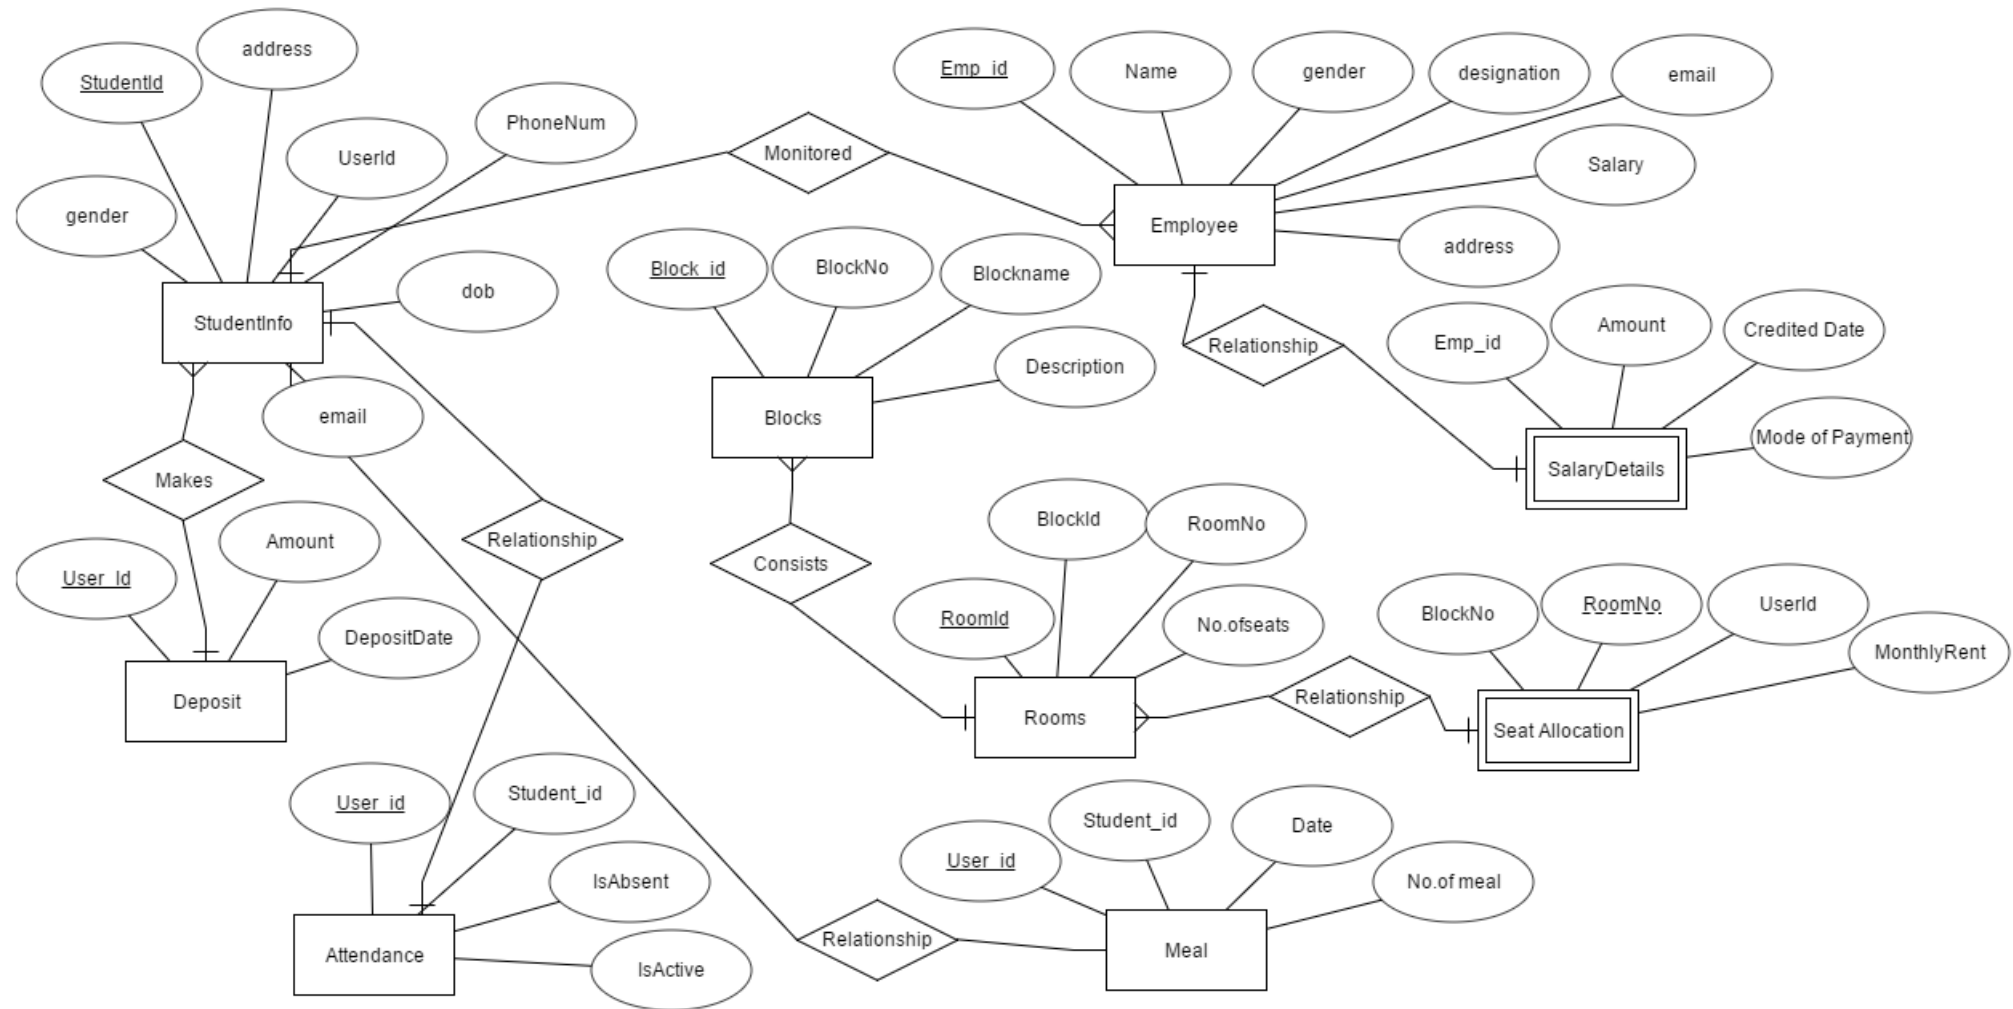 address
StudentId
PhoneNum
UserId
gender
dob
StudentInfo
email
Makes
Monitored
Emp_id
Name
gender
designation
email
Salary
address
Employee
Relationship
Emp_id
Amount
Credited Date
Mode of Payment
SalaryDetails
Block_id
BlockNo
Blockname
Description
Blocks
Consists
Relationship
User_Id
Amount
DepositDate
Deposit
BlockId
RoomNo
RoomId
No.ofseats
Rooms
Relationship
BlockNo
RoomNo
UserId
MonthlyRent
Seat Allocation
User_id
Student_id
IsAbsent
IsActive
Attendance
Relationship
User_id
Student_id
Date
No.of meal
Meal